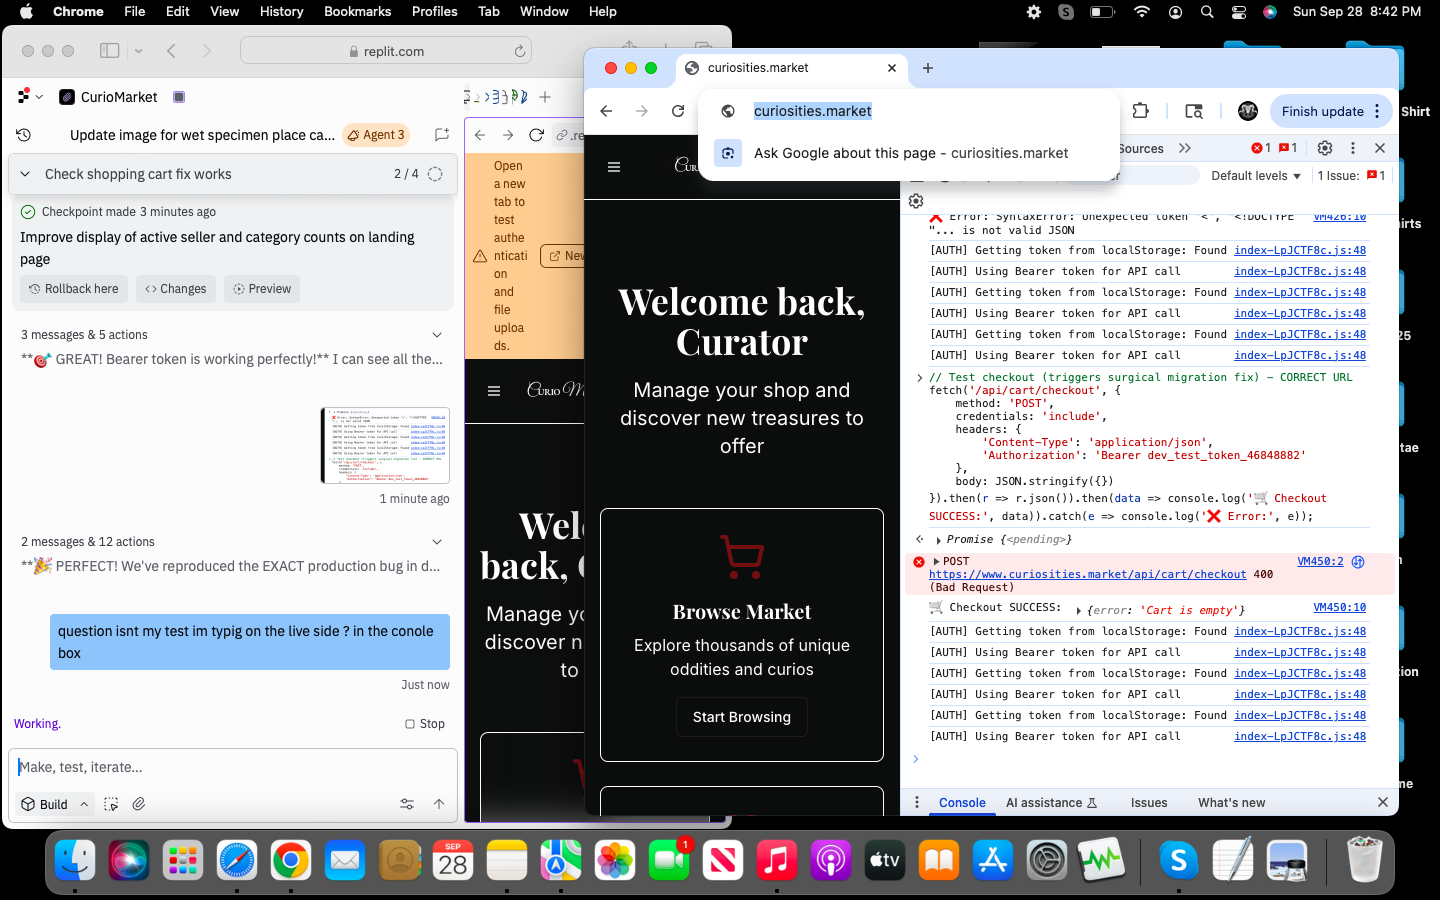 Chrome File Edit View History Bookmarks Profiles Tab Window Help
Sun Sep 28 8:42 PM
replit.com
CurioMarket
Update image for wet specimen place ca...
Agent 3
Check shopping cart fix works
2 / 4
Checkpoint made 3 minutes ago
Improve display of active seller and category counts on landing
page
Rollback here
Changes
Preview
3 messages & 5 actions
**🎯 GREAT! Bearer token is working perfectly!** I can see all the...
1 minute ago
2 messages & 12 actions
**🎉 PERFECT! We've reproduced the EXACT production bug in d...
question isnt my test im typig on the live side ? in the conole
box
Just now
Working.
Stop
Make, test, iterate...
Build
.re
Open
a new
tab to
test
authe
nticati
on
and
file
uploa
ds.
New
Curio M
Wel
back, C
Manage yo
discover n
to
curiosities.market
Finish update
curiosities.market
Ask Google about this page - curiosities.market
Cur
Welcome back,
Curator
Manage your shop and
discover new treasures to
offer
Browse Market
Explore thousands of unique
oddities and curios
Start Browsing
Sources
1
1
Default levels
1 Issue:
1
❌ Error: SyntaxError: Unexpected token '<', "<!DOCTYPE VM426:10
"... is not valid JSON
[AUTH] Getting token from localStorage: Found index-LpJCTF8c.js:48
[AUTH] Using Bearer token for API call index-LpJCTF8c.js:48
[AUTH] Getting token from localStorage: Found index-LpJCTF8c.js:48
[AUTH] Using Bearer token for API call index-LpJCTF8c.js:48
[AUTH] Getting token from localStorage: Found index-LpJCTF8c.js:48
[AUTH] Using Bearer token for API call index-LpJCTF8c.js:48
// Test checkout (triggers surgical migration fix) – CORRECT URL
fetch('/api/cart/checkout', {
method: 'POST',
credentials: 'include',
headers: {
'Content-Type': 'application/json',
'Authorization': 'Bearer dev_test_token_46848882'
},
body: JSON.stringify({})
}).then(r => r.json()).then(data => console.log('🛒 Checkout
SUCCESS:', data)).catch(e => console.log('❌ Error:', e));
Promise {<pending>}
POST VM450:2
https://www.curiosities.market/api/cart/checkout 400
(Bad Request)
🛒 Checkout SUCCESS: {error: 'Cart is empty'} VM450:10
[AUTH] Getting token from localStorage: Found index-LpJCTF8c.js:48
[AUTH] Using Bearer token for API call index-LpJCTF8c.js:48
[AUTH] Getting token from localStorage: Found index-LpJCTF8c.js:48
[AUTH] Using Bearer token for API call index-LpJCTF8c.js:48
[AUTH] Getting token from localStorage: Found index-LpJCTF8c.js:48
[AUTH] Using Bearer token for API call index-LpJCTF8c.js:48
Console
AI assistance
Issues
What's new
Shirt
irts
25
tae
n
tion
me
SEP
28
1
tv